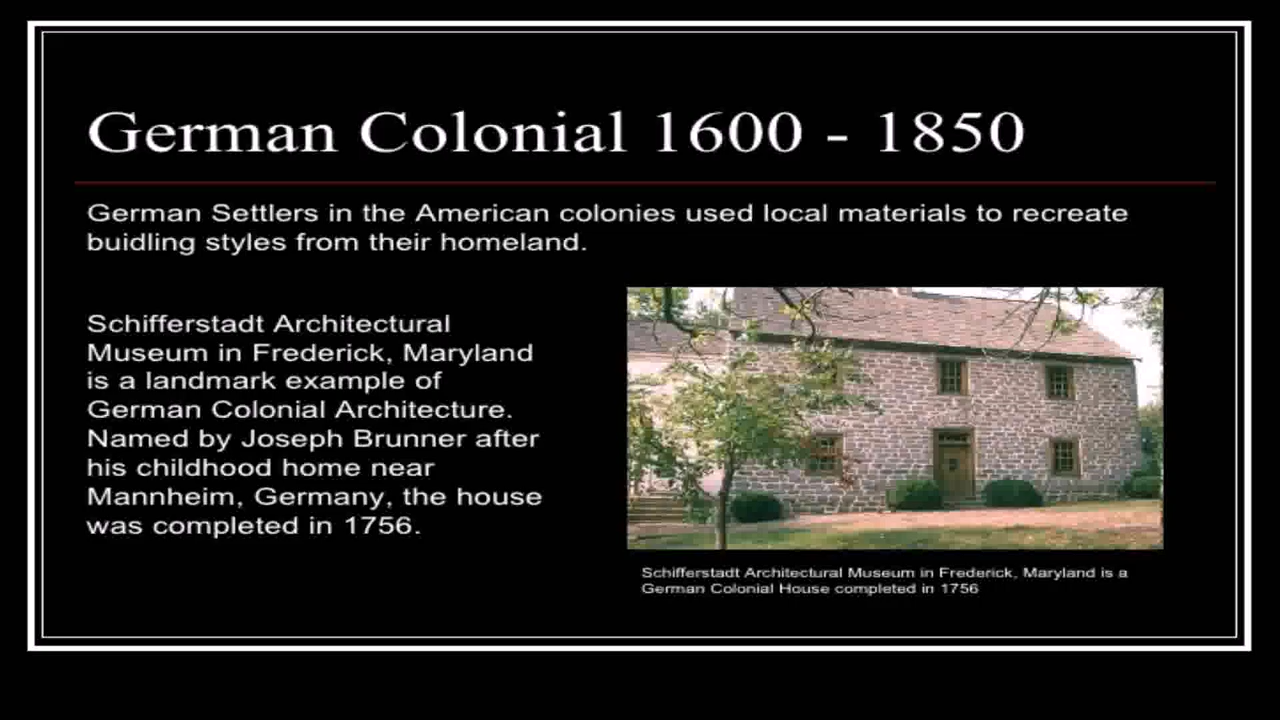 German Colonial 1600 - 1850
German Settlers in the American colonies used local materials to recreate
buidling styles from their homeland.
Schifferstadt Architectural
Museum in Frederick, Maryland
is a landmark example of
German Colonial Architecture.
Named by Joseph Brunner after
his childhood home near
Mannheim, Germany, the house
was completed in 1756.
Schifferstadt Architectural Museum in Frederick, Maryland is a
German Colonial House completed in 1756